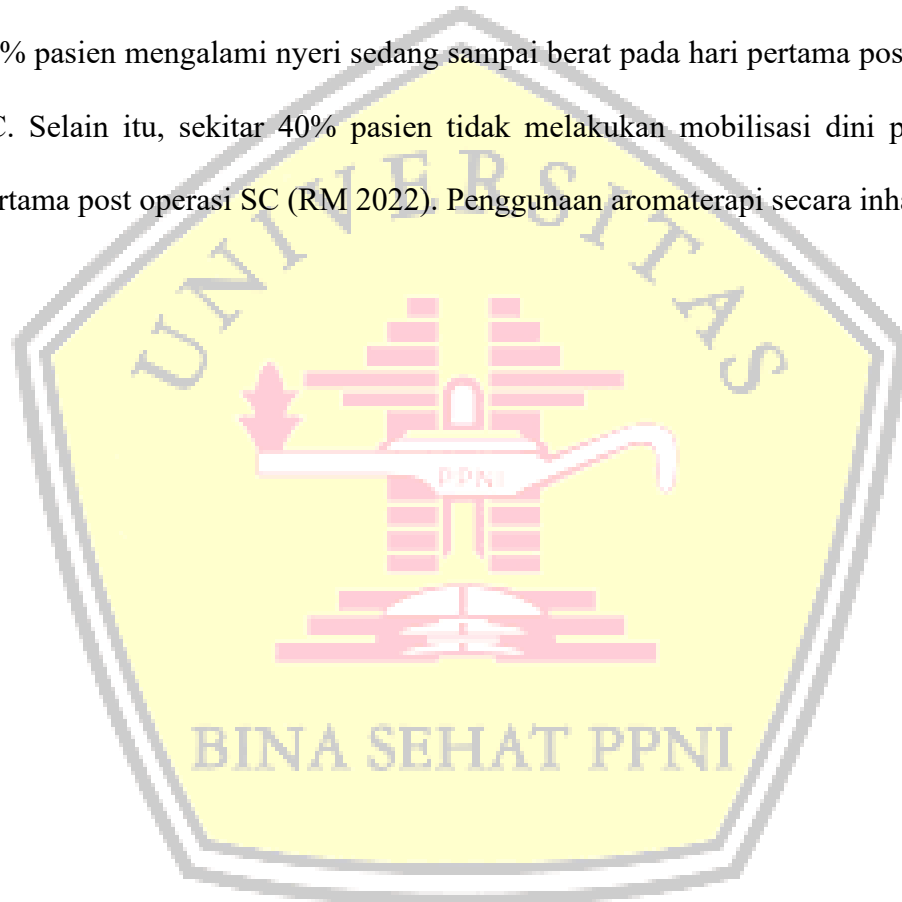 % pasien mengalami nyeri sedang sampai berat pada hari pertama pos
C. Selain itu, sekitar 40% pasien tidak melakukan mobilisasi dini p
rtama post operasi SC (RM 2022). Penggunaan aromaterapi secara inha
UNIVERSITAS
PPNI
BINA SEHAT PPNI